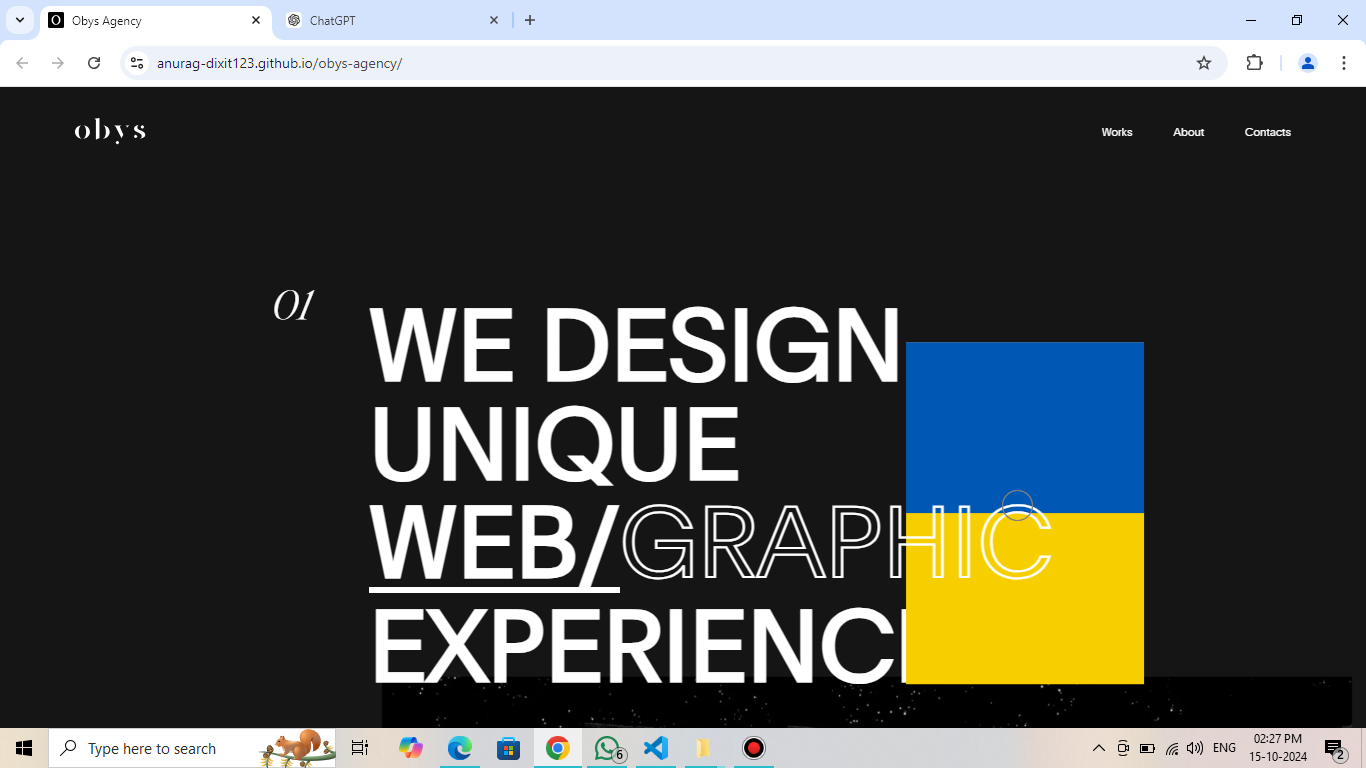 Obys Agency
ChatGPT
anurag-dixit123.github.io/obys-agency/
obys
Works About Contacts
01
WE DESIGN
UNIQUE
WEB/GRAPHIC
EXPERIENC
Type here to search
6
ENG
02:27 PM
15-10-2024
2